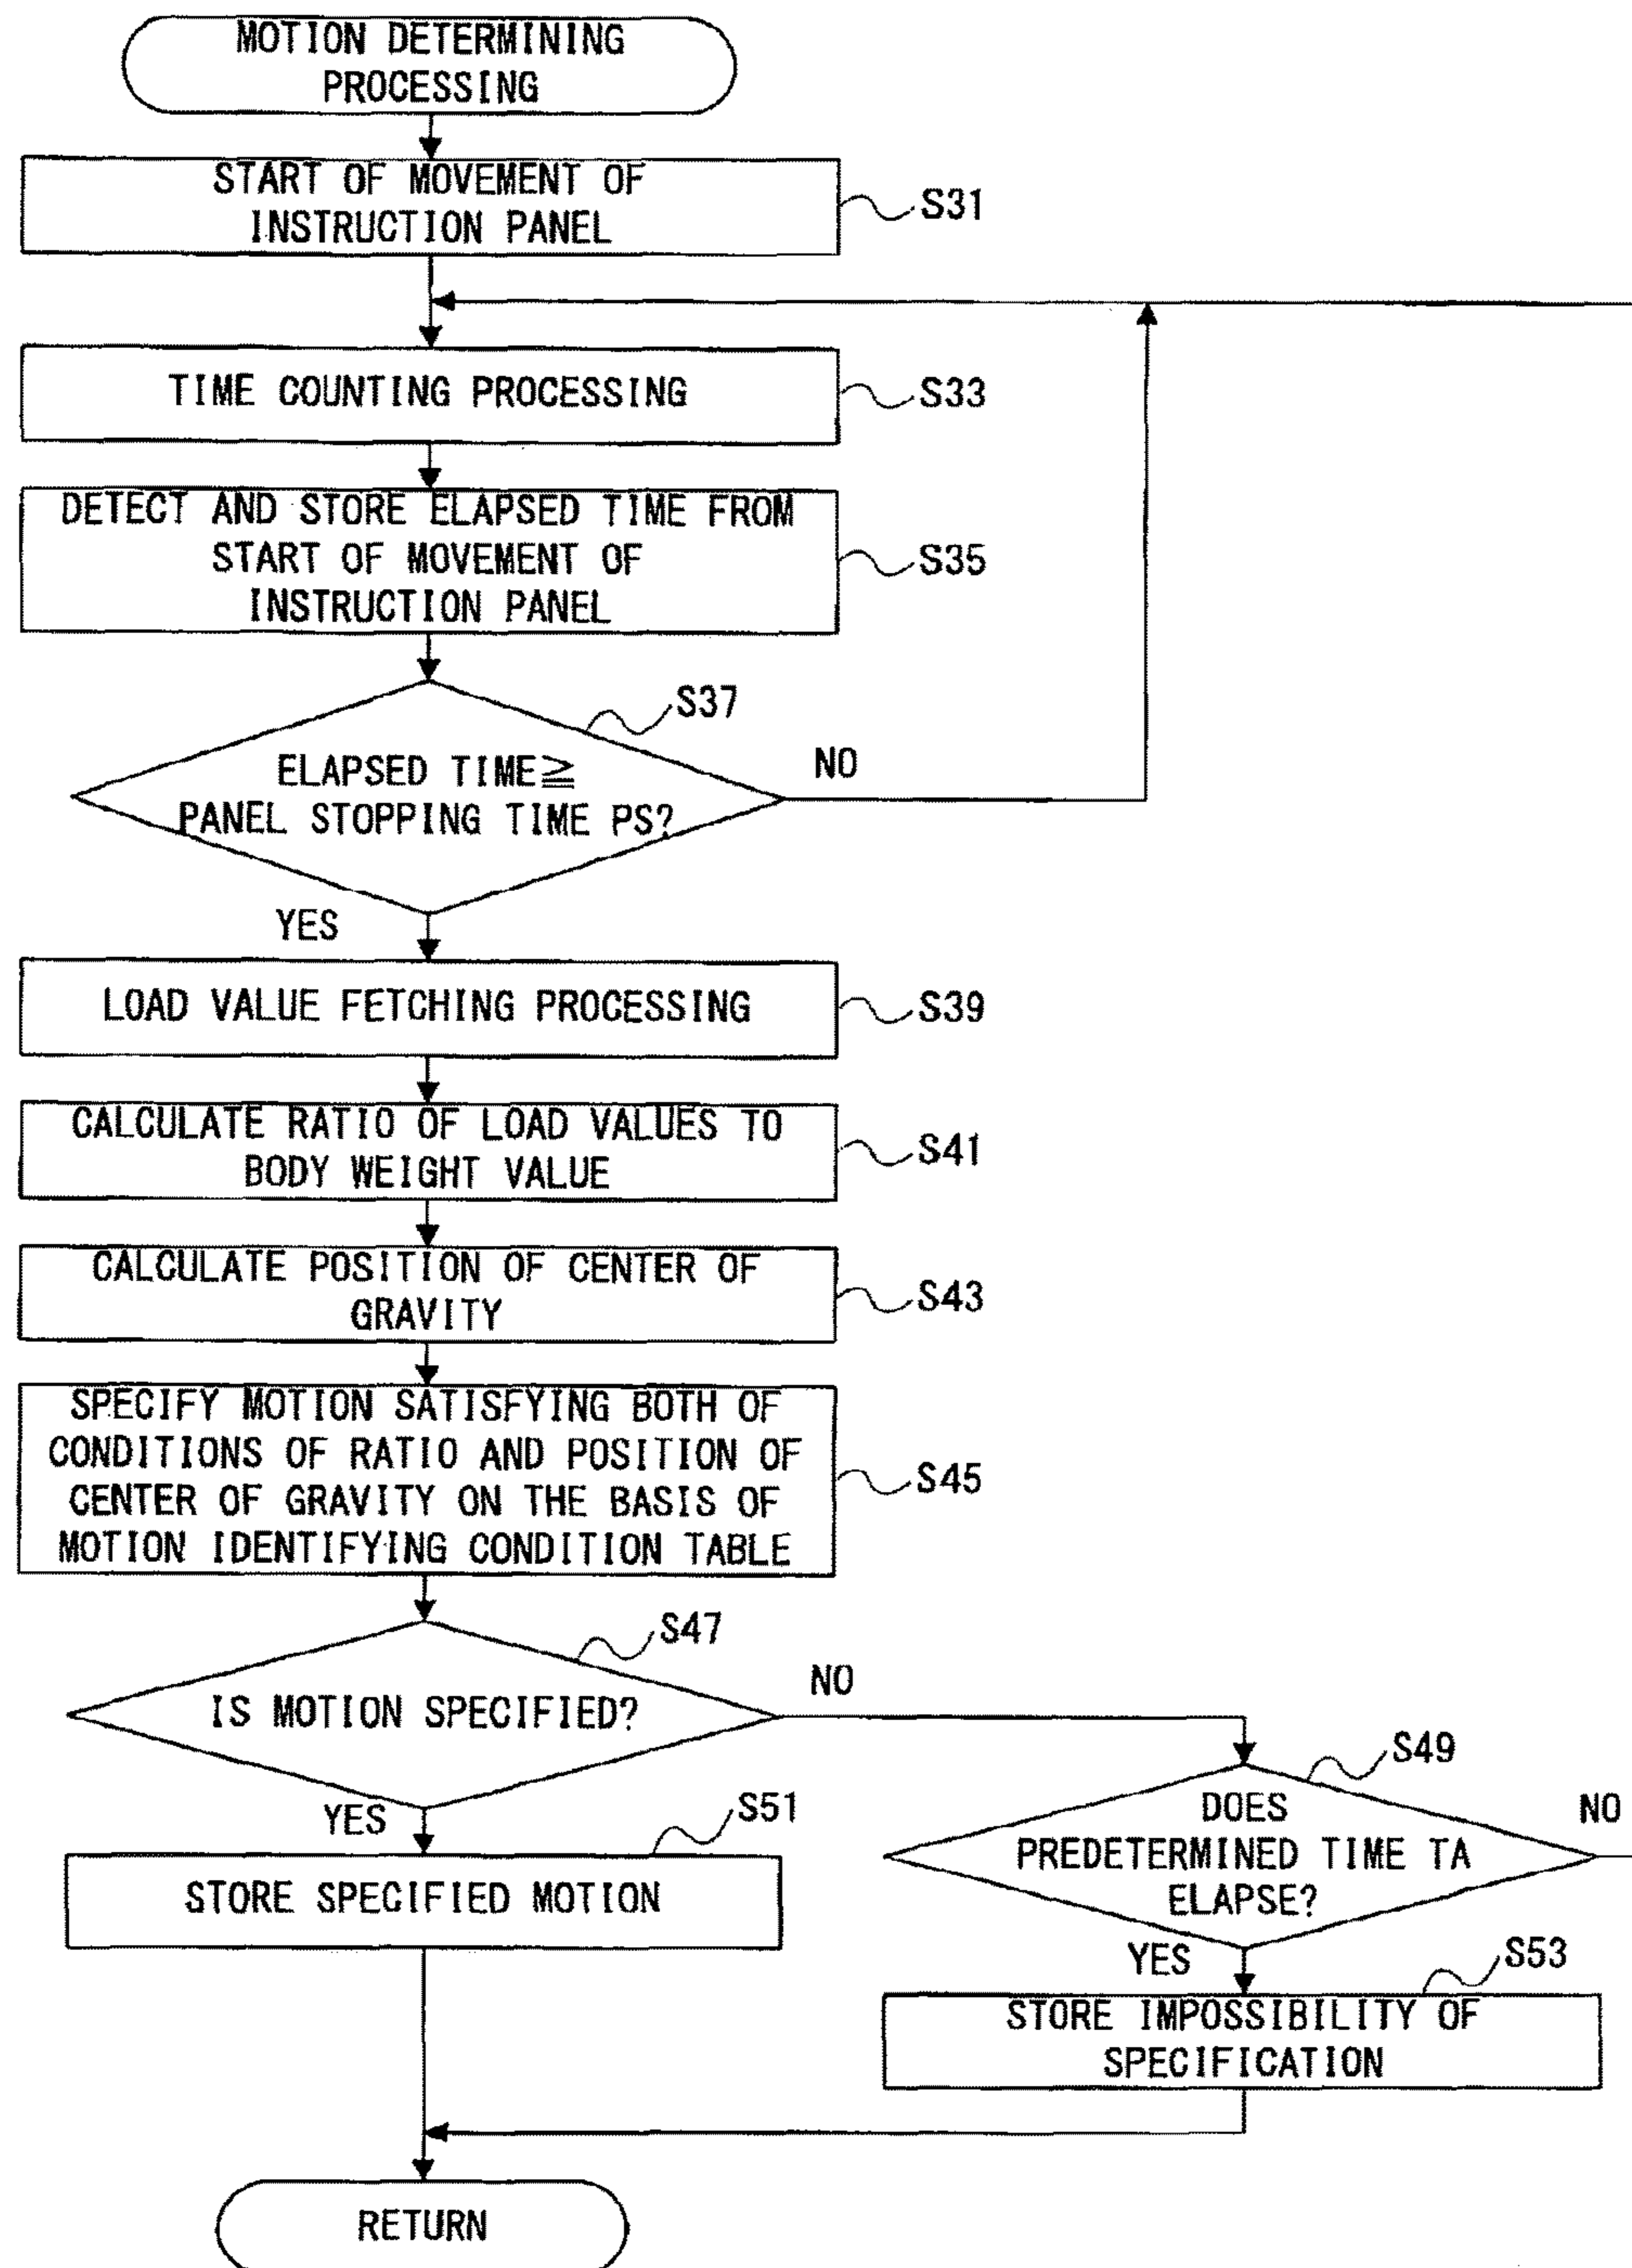 MOTION DETERMINING
PROCESSING
START OF MOVEMENT OF
INSTRUCTION PANEL
S31
TIME COUNTING PROCESSING
S33
DETECT AND STORE ELAPSED TIME FROM
START OF MOVEMENT OF
INSTRUCTION PANEL
S35
S37
ELAPSED TIME≧
PANEL STOPPING TIME PS?
NO
YES
LOAD VALUE FETCHING PROCESSING
S39
CALCULATE RATIO OF LOAD VALUES TO
BODY WEIGHT VALUE
S41
CALCULATE POSITION OF CENTER OF
GRAVITY
S43
SPECIFY MOTION SATISFYING BOTH OF
CONDITIONS OF RATIO AND POSITION OF
CENTER OF GRAVITY ON THE BASIS OF
MOTION IDENTIFYING CONDITION TABLE
S45
S47
IS MOTION SPECIFIED?
NO
YES
S49
DOES
PREDETERMINED TIME TA
ELAPSE?
NO
YES
S51
STORE SPECIFIED MOTION
S53
STORE IMPOSSIBILITY OF
SPECIFICATION
RETURN